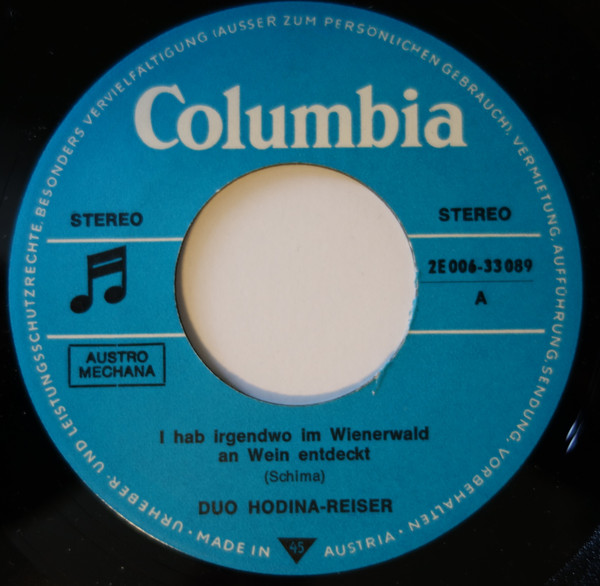 URHEBER- UND LEISTUNGSSCHUTZRECHTE, BESONDERS VERVIELFÄLTIGUNG (AUSSER ZUM PERSÖNLICHEN GEBRAUCH), VERMIETUNG, AUFFÜHRUNG, SENDUNG, VORBEHALTEN ·
Columbia
STEREO
STEREO
2E 006-33 089
A
AUSTRO
MECHANA
I hab irgendwo im Wienerwald
an Wein entdeckt
(Schima)
DUO HODINA-REISER
· MADE IN 45 AUSTRIA ·